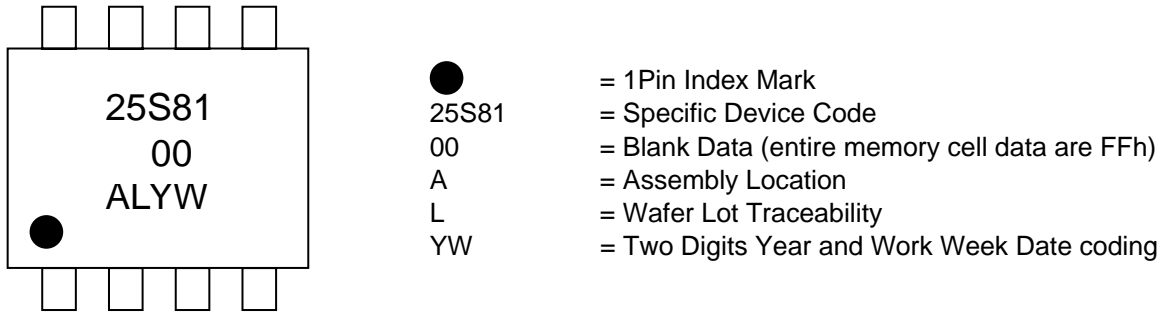 25S81
00
ALYW
= 1Pin Index Mark
25S81 = Specific Device Code
00 = Blank Data (entire memory cell data are FFh)
A = Assembly Location
L = Wafer Lot Traceability
YW = Two Digits Year and Work Week Date coding